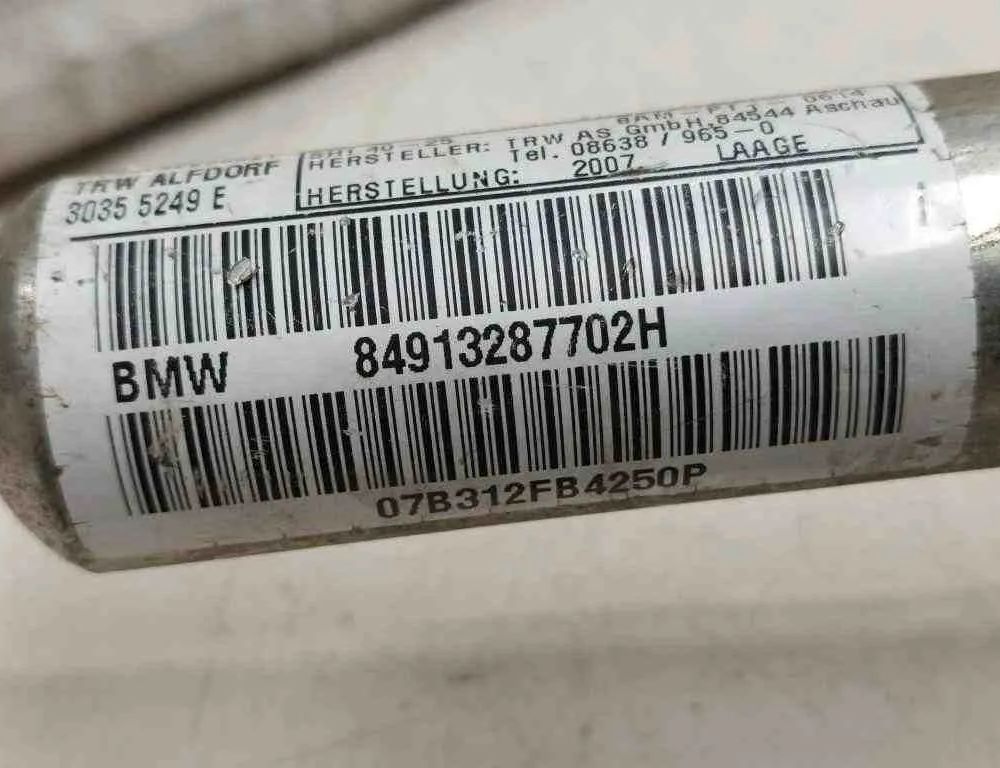 TRW ALFDORF
3035 5249 E
HERSTELLER: TRW AS GmbH, 84544 Aschau
Tel. 08638 / 965-0
HERSTELLUNG: 2007 LAAGE
BMW 84913287702H
07B312FB4250P